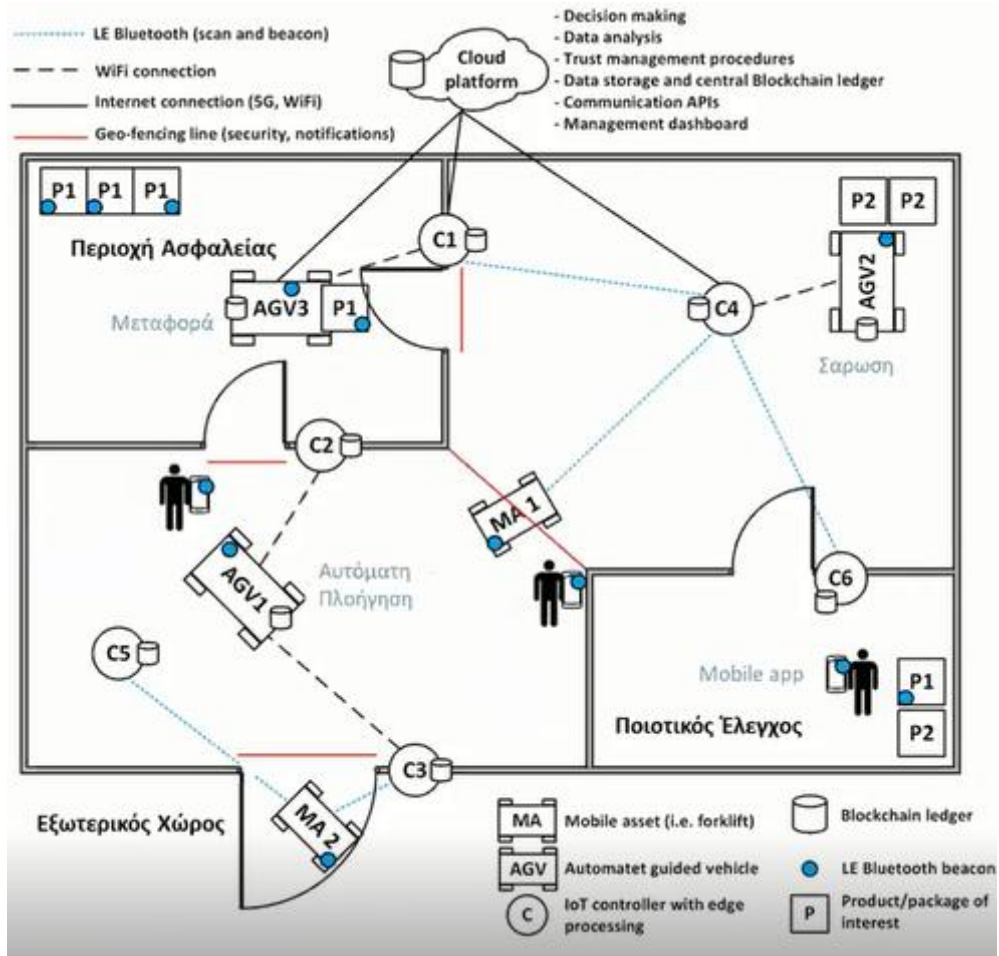 LE Bluetooth (scan and beacon)
WiFi connection
Internet connection (5G, WiFi)
Geo-fencing line (security, notifications)
Cloud
platform
- Decision making
- Data analysis
- Trust management procedures
- Data storage and central Blockchain ledger
- Communication APIs
- Management dashboard
P1 P1 P1
P2 P2
Περιοχή Ασφαλείας
C1
AGV3
P1
Μεταφορά
C4
AGV2
Σαρωση
C2
MA 1
AGV1
Αυτόματη
Πλοήγηση
C6
C5
Mobile app
P1
Ποιοτικός Έλεγχος
P2
C3
MA 2
Εξωτερικός Χώρος
MA Mobile asset (i.e. forklift)
AGV Automatet guided vehicle
C IoT controller with edge
processing
Blockchain ledger
LE Bluetooth beacon
P Product/package of
interest